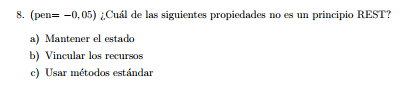 8. (pen= −0,05) ¿Cuál de las siguientes propiedades no es un principio REST?
a) Mantener el estado
b) Vincular los recursos
c) Usar métodos estándar